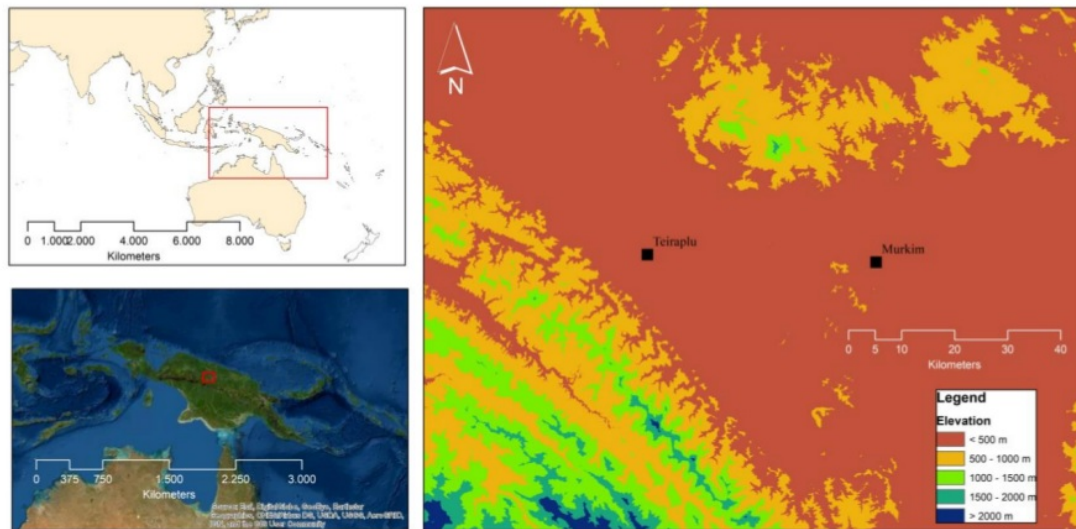 0 1.0002.000 4.000 6.000 8.000
Kilometers
0 375 750 1.500 2.250 3.000
Kilometers
N
Teiraplu
Murkim
0 5 10 20 30 40
Kilometers
Legend
Elevation
< 500 m
500 - 1000 m
1000 - 1500 m
1500 - 2000 m
> 2000 m